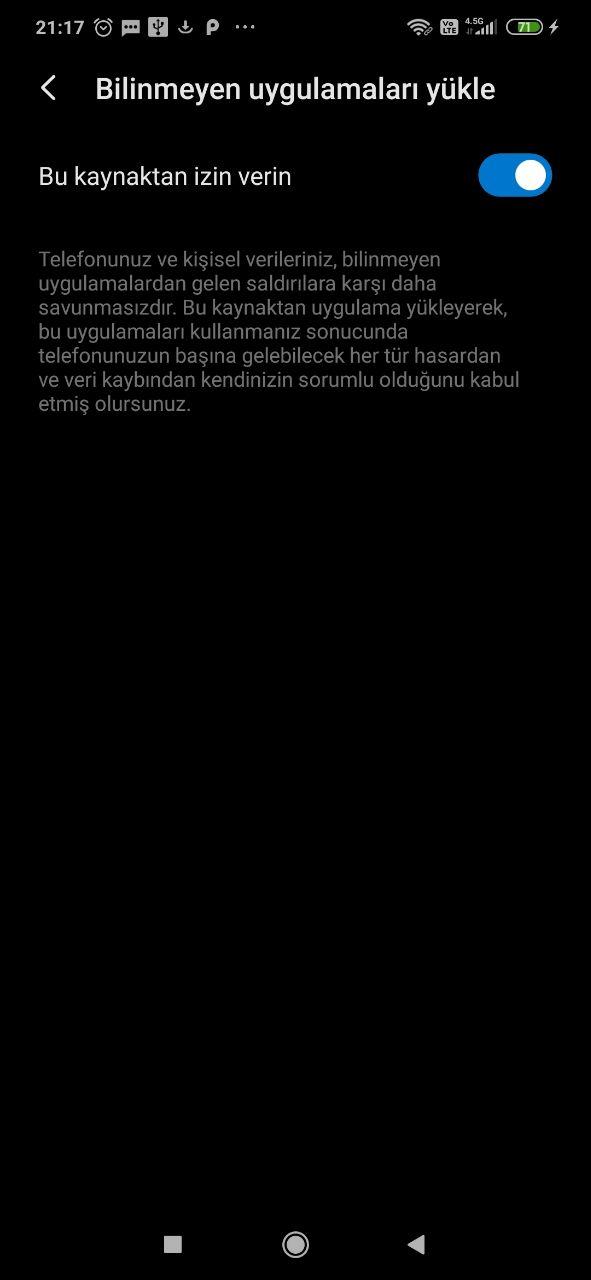 21:17 4.5G 71
Vo LTE
Bilinmeyen uygulamaları yükle
Bu kaynaktan izin verin
Telefonunuz ve kişisel verileriniz, bilinmeyen
uygulamalardan gelen saldırılara karşı daha
savunmasızdır. Bu kaynaktan uygulama yükleyerek,
bu uygulamaları kullanmanız sonucunda
telefonunuzun başına gelebilecek her tür hasardan
ve veri kaybından kendinizin sorumlu olduğunu kabul
etmiş olursunuz.